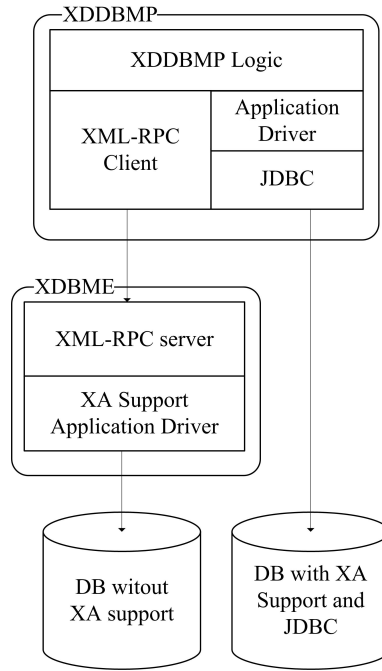 XDDBMP
XDDBMP Logic
XML-RPC
Client
Application
Driver
JDBC
XDBME
XML-RPC server
XA Support
Application Driver
DB witout
XA support
DB with XA
Support and
JDBC